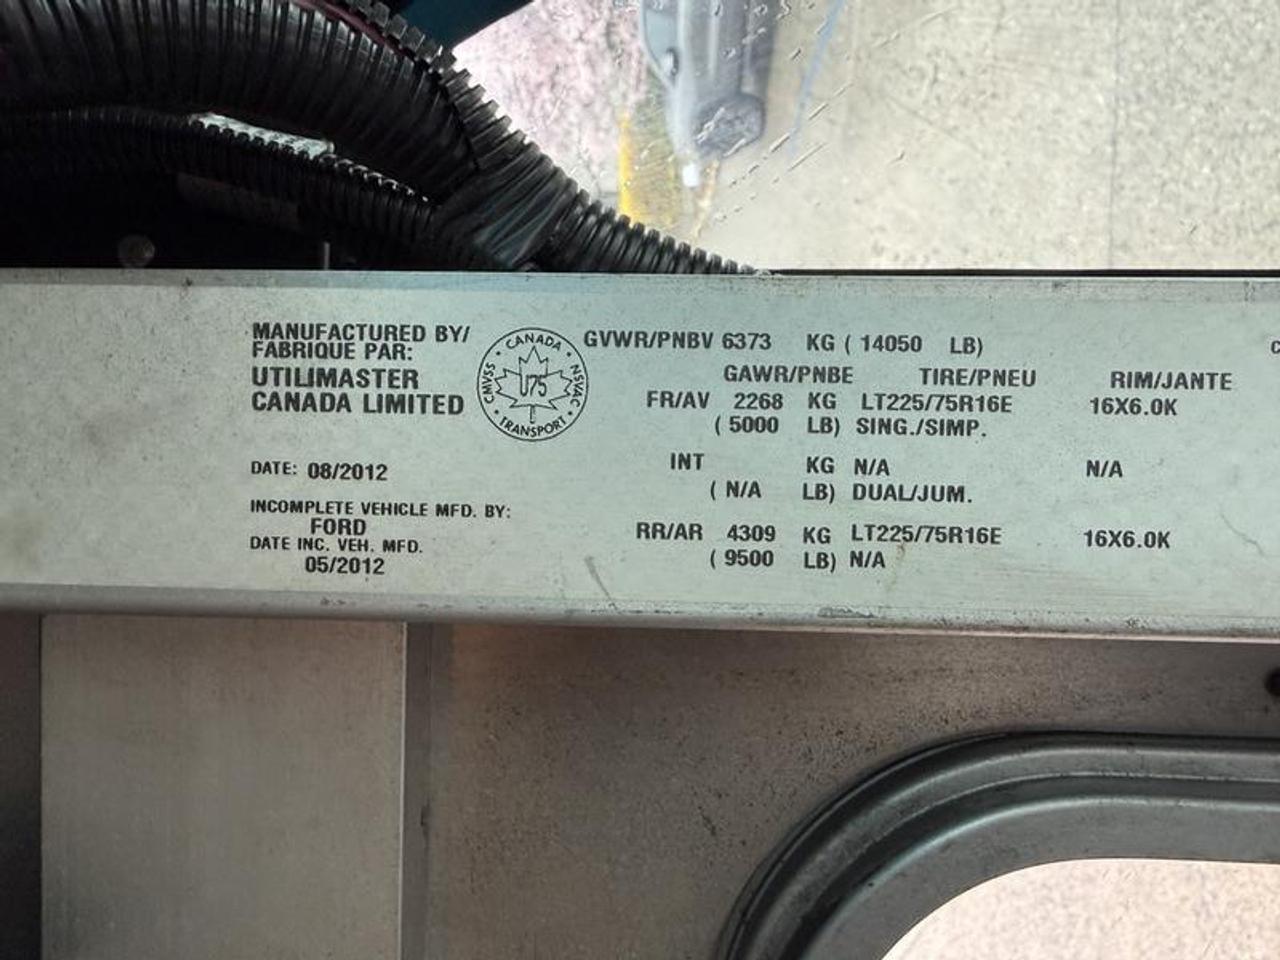 MANUFACTURED BY/
FABRIQUE PAR:
UTILIMASTER
CANADA LIMITED
DATE: 08/2012
INCOMPLETE VEHICLE MFD. BY:
FORD
DATE INC. VEH. MFD.
05/2012
CANADA
CMVSS
NSVAC
U75
TRANSPORT
GVWR/PNBV 6373 KG ( 14050 LB)
GAWR/PNBE TIRE/PNEU RIM/JANTE
FR/AV 2268 KG LT225/75R16E 16X6.0K
( 5000 LB) SING./SIMP.
INT KG N/A N/A
( N/A LB) DUAL/JUM.
RR/AR 4309 KG LT225/75R16E 16X6.0K
( 9500 LB) N/A